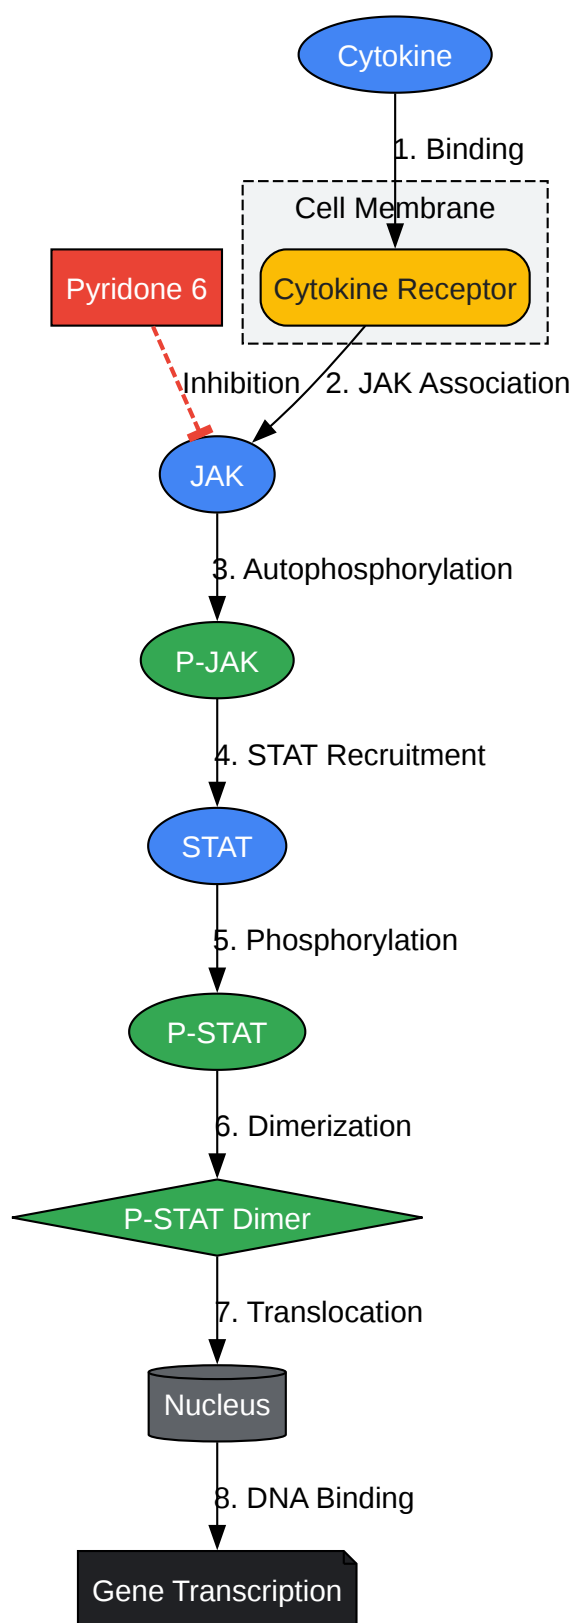 Cytokine
1. Binding
Cell Membrane
Pyridone 6
Cytokine Receptor
Inhibition
2. JAK Association
JAK
3. Autophosphorylation
P-JAK
4. STAT Recruitment
STAT
5. Phosphorylation
P-STAT
6. Dimerization
P-STAT Dimer
7. Translocation
Nucleus
8. DNA Binding
Gene Transcription